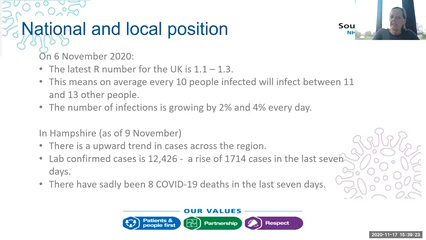 National and local position
Sou
NH
On 6 November 2020:
• The latest R number for the UK is 1.1 – 1.3.
• This means on average every 10 people infected will infect between 11
and 13 other people.
• The number of infections is growing by 2% and 4% every day.
In Hampshire (as of 9 November)
• There is a upward trend in cases across the region.
• Lab confirmed cases is 12,426 - a rise of 1714 cases in the last seven
days.
• There have sadly been 8 COVID-19 deaths in the last seven days.
OUR VALUES
Patients &
people first
Partnership
Respect
2020-11-17 15:38:23